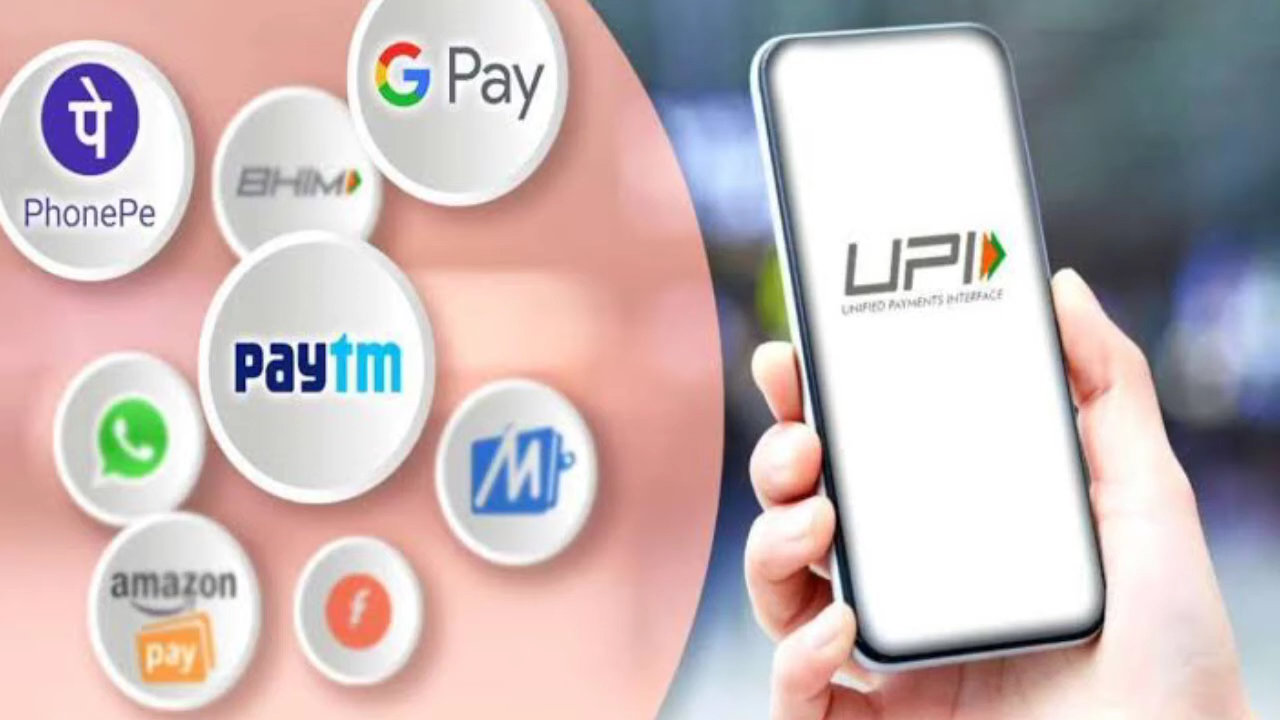 पे
PhonePe
G Pay
BHIM
paytm
M
amazon
pay
f
UPI
UNIFIED PAYMENTS INTERFACE